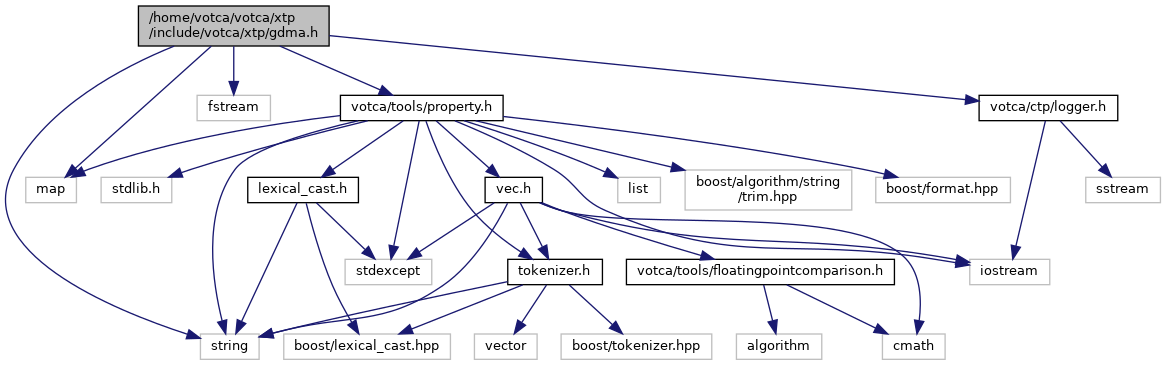 /home/votca/votca/xtp
/include/votca/xtp/gdma.h
fstream
votca/tools/property.h
votca/ctp/logger.h
map
stdlib.h
lexical_cast.h
vec.h
list
boost/algorithm/string
/trim.hpp
boost/format.hpp
sstream
stdexcept
tokenizer.h
votca/tools/floatingpointcomparison.h
iostream
string
boost/lexical_cast.hpp
vector
boost/tokenizer.hpp
algorithm
cmath